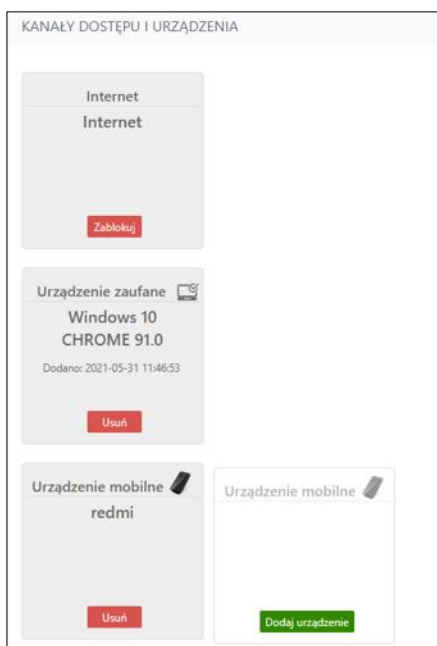 KANAŁY DOSTĘPU I URZĄDZENIA
Internet
Internet
Zablokuj
Urządzenie zaufane
Windows 10
CHROME 91.0
Dodano: 2021-05-31 11:46:53
Usuń
Urządzenie mobilne
redmi
Usuń
Urządzenie mobilne
Dodaj urządzenie